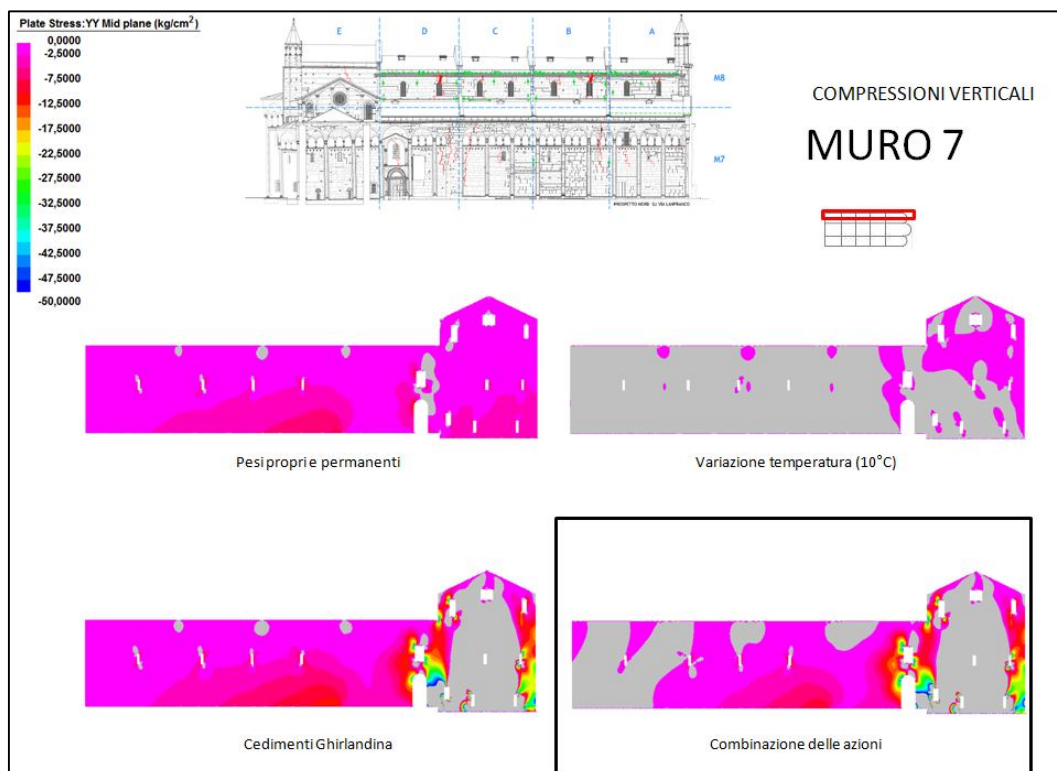 Plate Stress:YY Mid plane (kg/cm²)
0,0000
-2,5000
-7,5000
-12,5000
-17,5000
-22,5000
-27,5000
-32,5000
-37,5000
-42,5000
-47,5000
-50,0000
E D C B A
M8
M7
COMPRESSIONI VERTICALI
MURO 7
Pesi propri e permanenti
Variazione temperatura (10°C)
Cedimenti Ghirlandina
Combinazione delle azioni